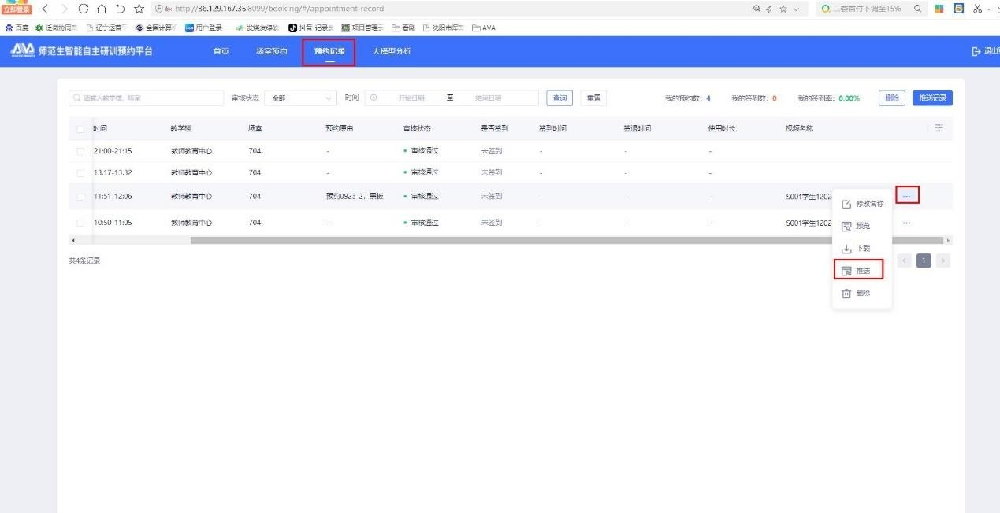 立即登录
http://36.129.167.35:8099/booking/#/appointment-record
二套首付下调至15%
百度 泛微协同 辽宁运营 全国计算机 用户登录 发烧友绿软 抖音-记录 项目管理 看剧 沈阳市 AVA
AVA 师范生智能自主研训预约平台 首页 场室预约 预约记录 大模型分析 退出
请输入教学楼、场室 审核状态 全部 时间 开始日期 至 结束日期 查询 重置 我的预约数: 4 我的签到数: 0 我的签到率: 0.00% 删除 推送记录
时间 教学楼 场室 预约原由 审核状态 是否签到 签到时间 签退时间 使用时长 视频名称
21:00-21:15 教师教育中心 704 - 审核通过 未签到 - - -
13:17-13:32 教师教育中心 704 - 审核通过 未签到 - - -
11:51-12:06 教师教育中心 704 预约0923-2，黑板 审核通过 未签到 - - - S001学生1202 ...
10:50-11:05 教师教育中心 704 - 审核通过 未签到 - - - S001学生1202 ...
修改名称
预览
下载
推送
删除
共4条记录
1